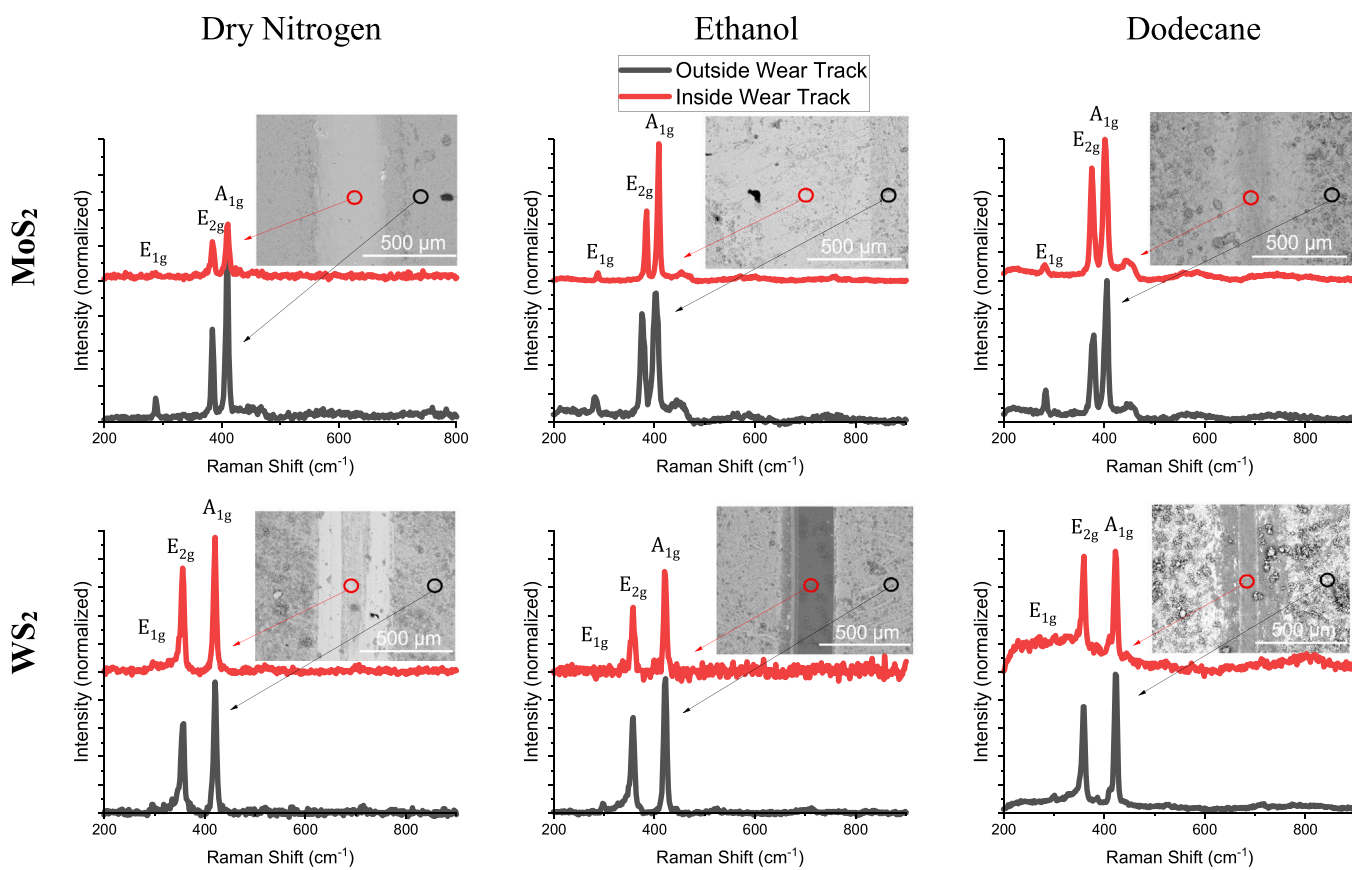 Dry Nitrogen
Ethanol
Dodecane
Outside Wear Track
Inside Wear Track
MoS₂
Intensity (normalized)
E₁g
E₂g
A₁g
500 µm
200 400 600 800
Raman Shift (cm⁻¹)
Intensity (normalized)
E₁g
E₂g
A₁g
500 µm
200 400 600 800
Raman Shift (cm⁻¹)
Intensity (normalized)
E₁g
E₂g
A₁g
500 µm
200 400 600 800
Raman Shift (cm⁻¹)
WS₂
Intensity (normalized)
E₁g
E₂g
A₁g
500 µm
200 400 600 800
Raman Shift (cm⁻¹)
Intensity (normalized)
E₁g
E₂g
A₁g
500 µm
200 400 600 800
Raman Shift (cm⁻¹)
Intensity (normalized)
E₁g
E₂g
A₁g
500 µm
200 400 600 800
Raman Shift (cm⁻¹)